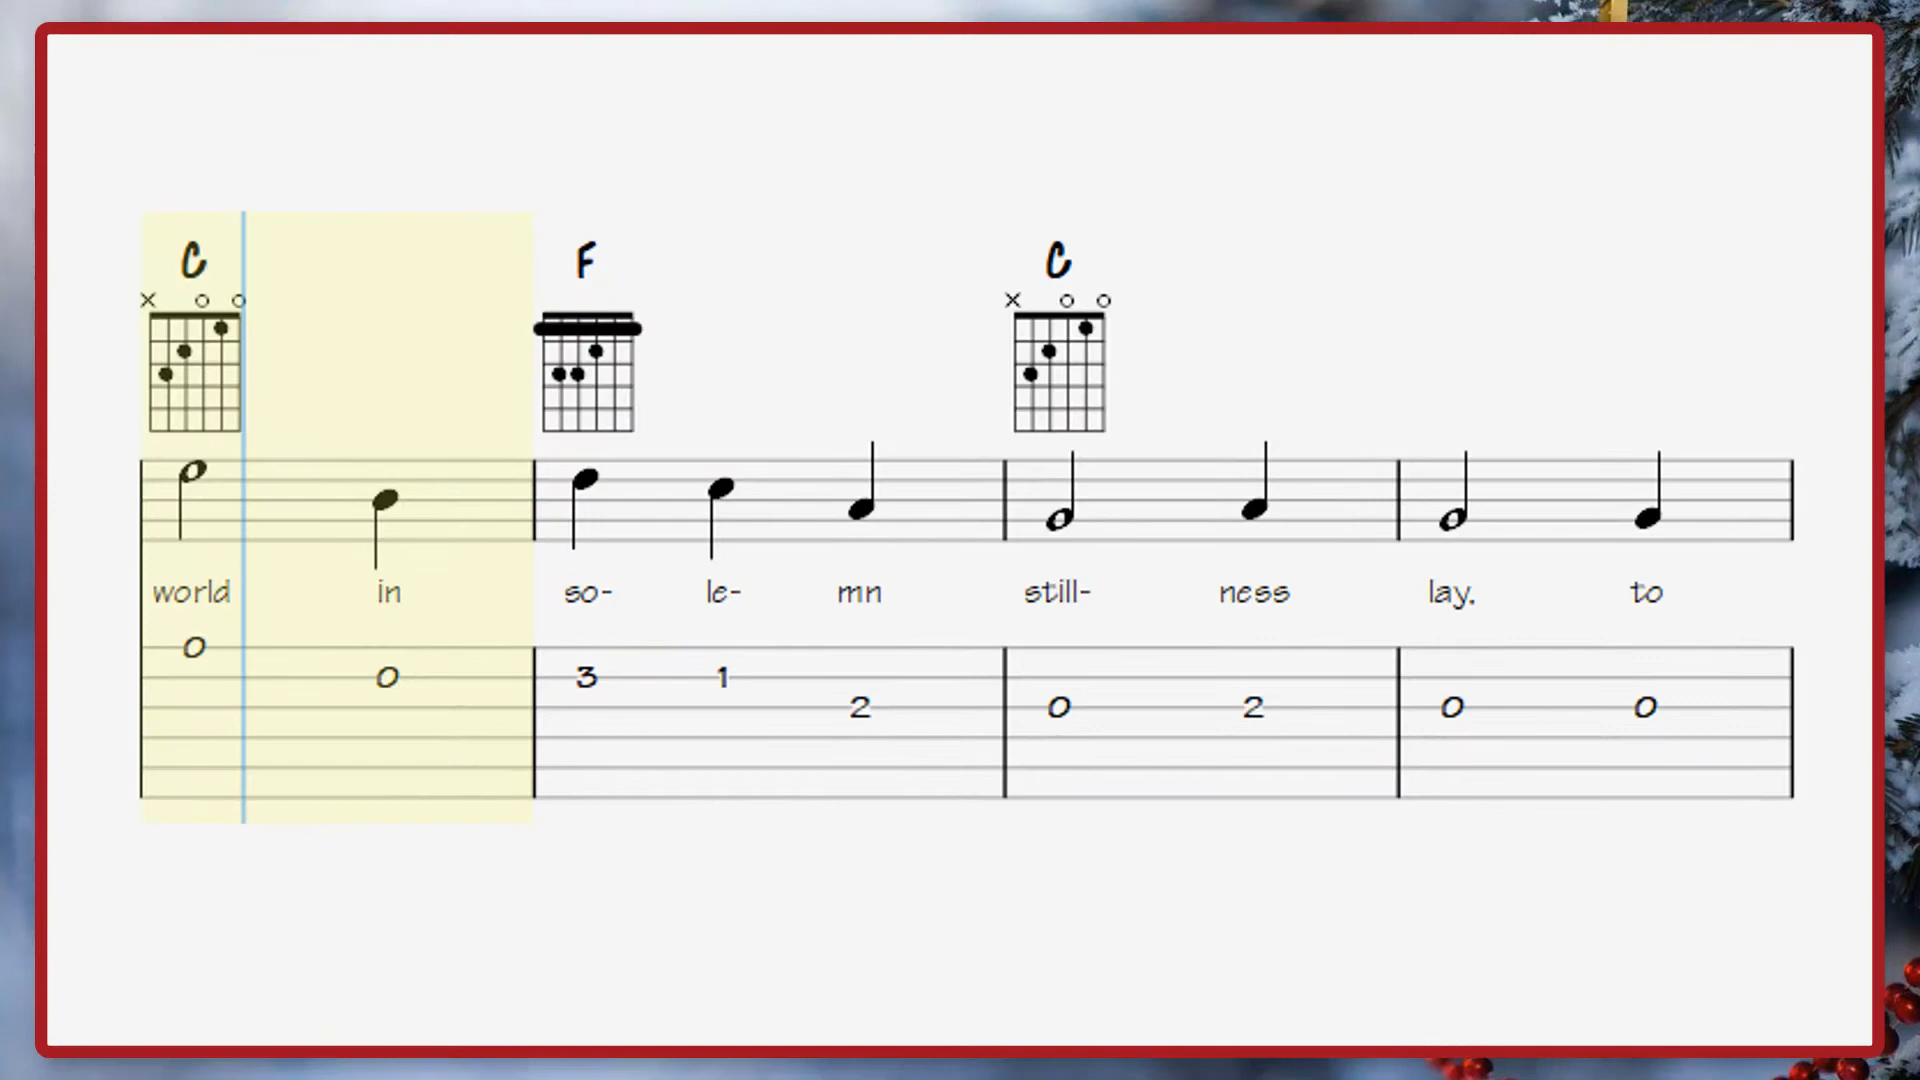 C F C
× o o × o o
world in so- le- mn still- ness lay, to
0
0 3 1
2 0 2 0 0